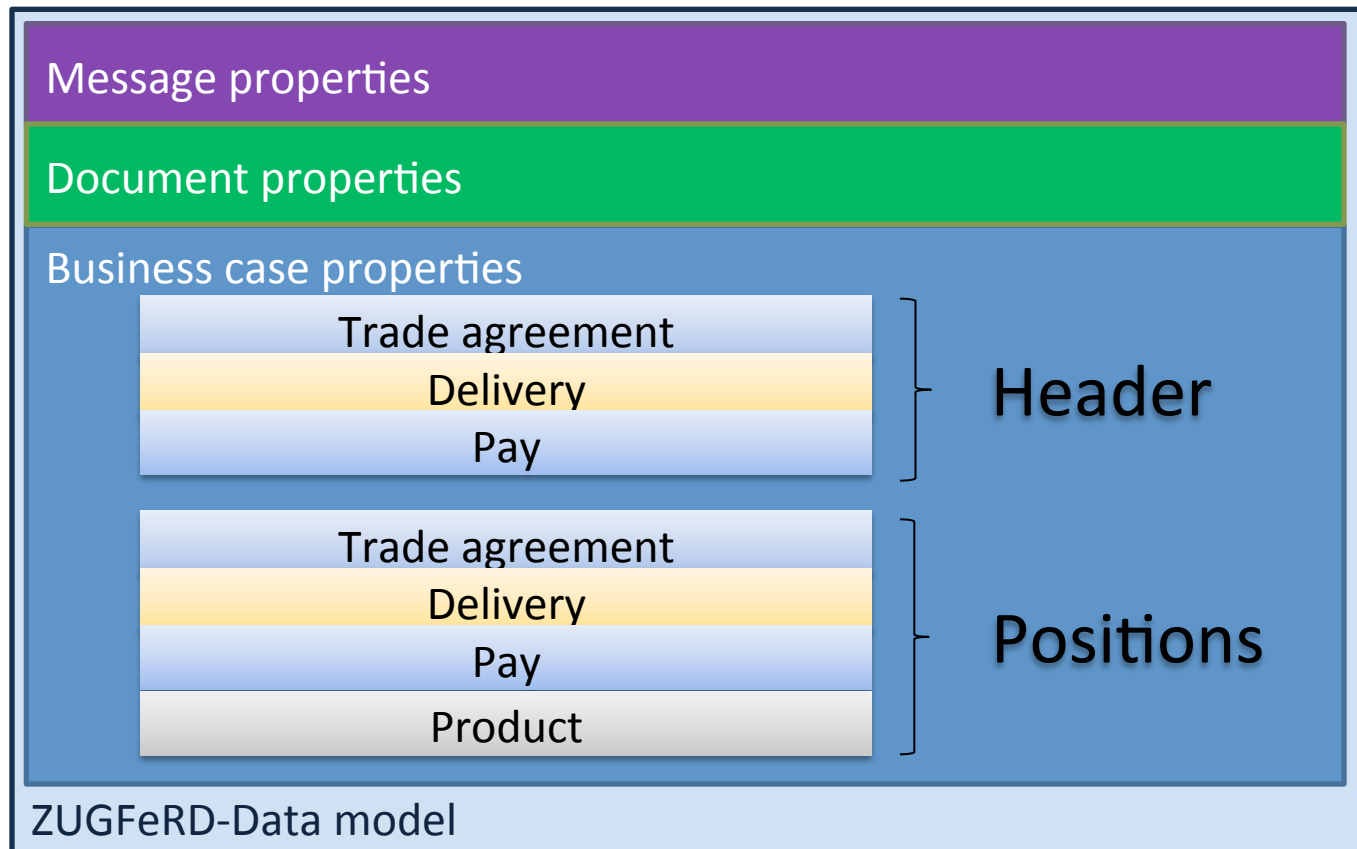 Message properties
Document properties
Business case properties
Trade agreement
Delivery
Pay
Header
Trade agreement
Delivery
Pay
Product
Positions
ZUGFeRD-Data model